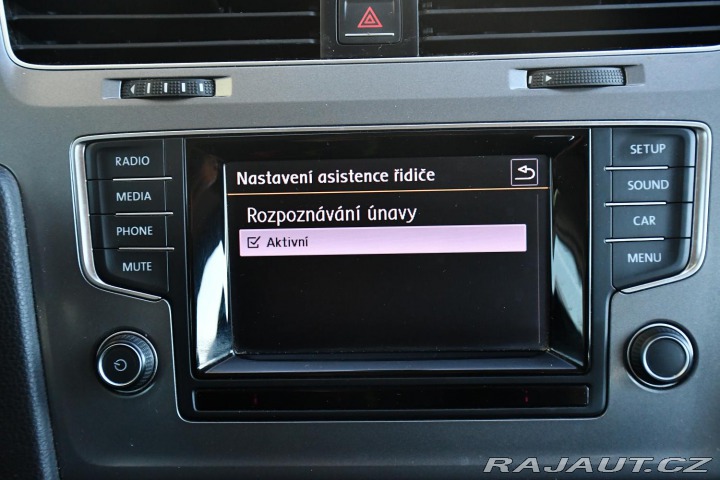 RADIO
MEDIA
PHONE
MUTE
Nastavení asistence řidiče
Rozpoznávání únavy
Aktivní
SETUP
SOUND
CAR
MENU
RAJAUT.CZ